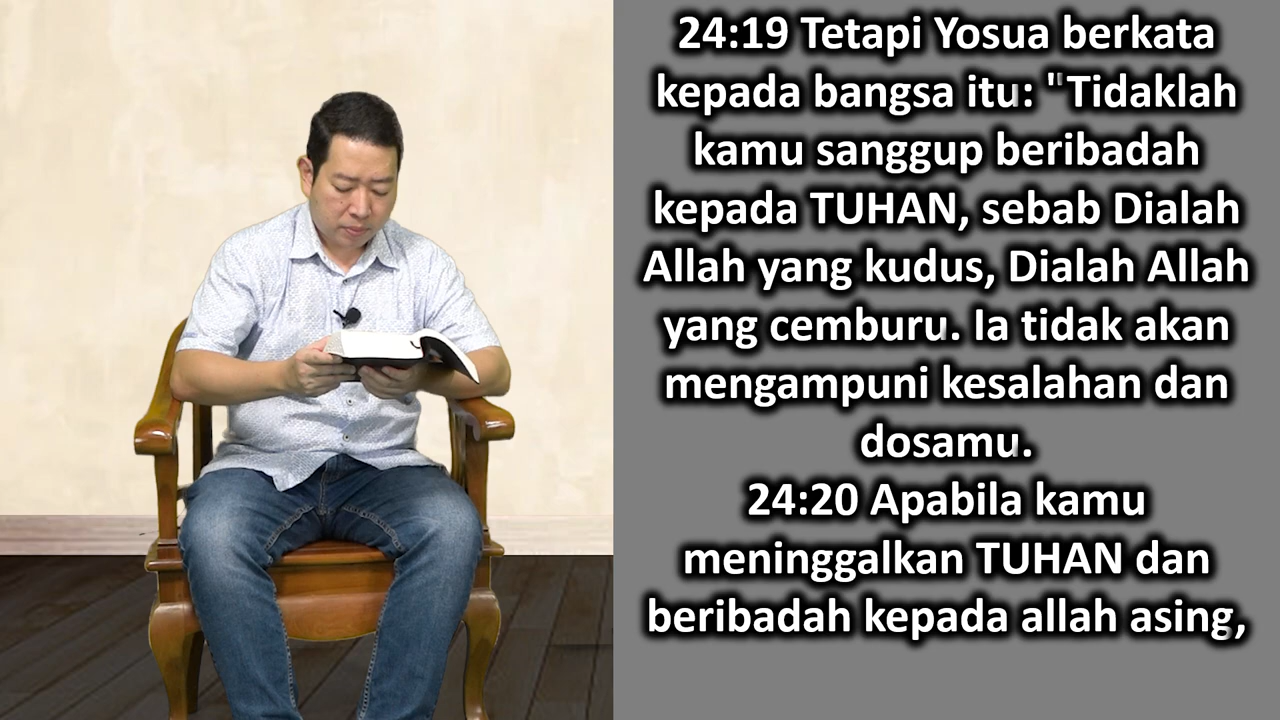 24:19 Tetapi Yosua berkata
kepada bangsa itu: "Tidaklah
kamu sanggup beribadah
kepada TUHAN, sebab Dialah
Allah yang kudus, Dialah Allah
yang cemburu. Ia tidak akan
mengampuni kesalahan dan
dosamu.
24:20 Apabila kamu
meninggalkan TUHAN dan
beribadah kepada allah asing,